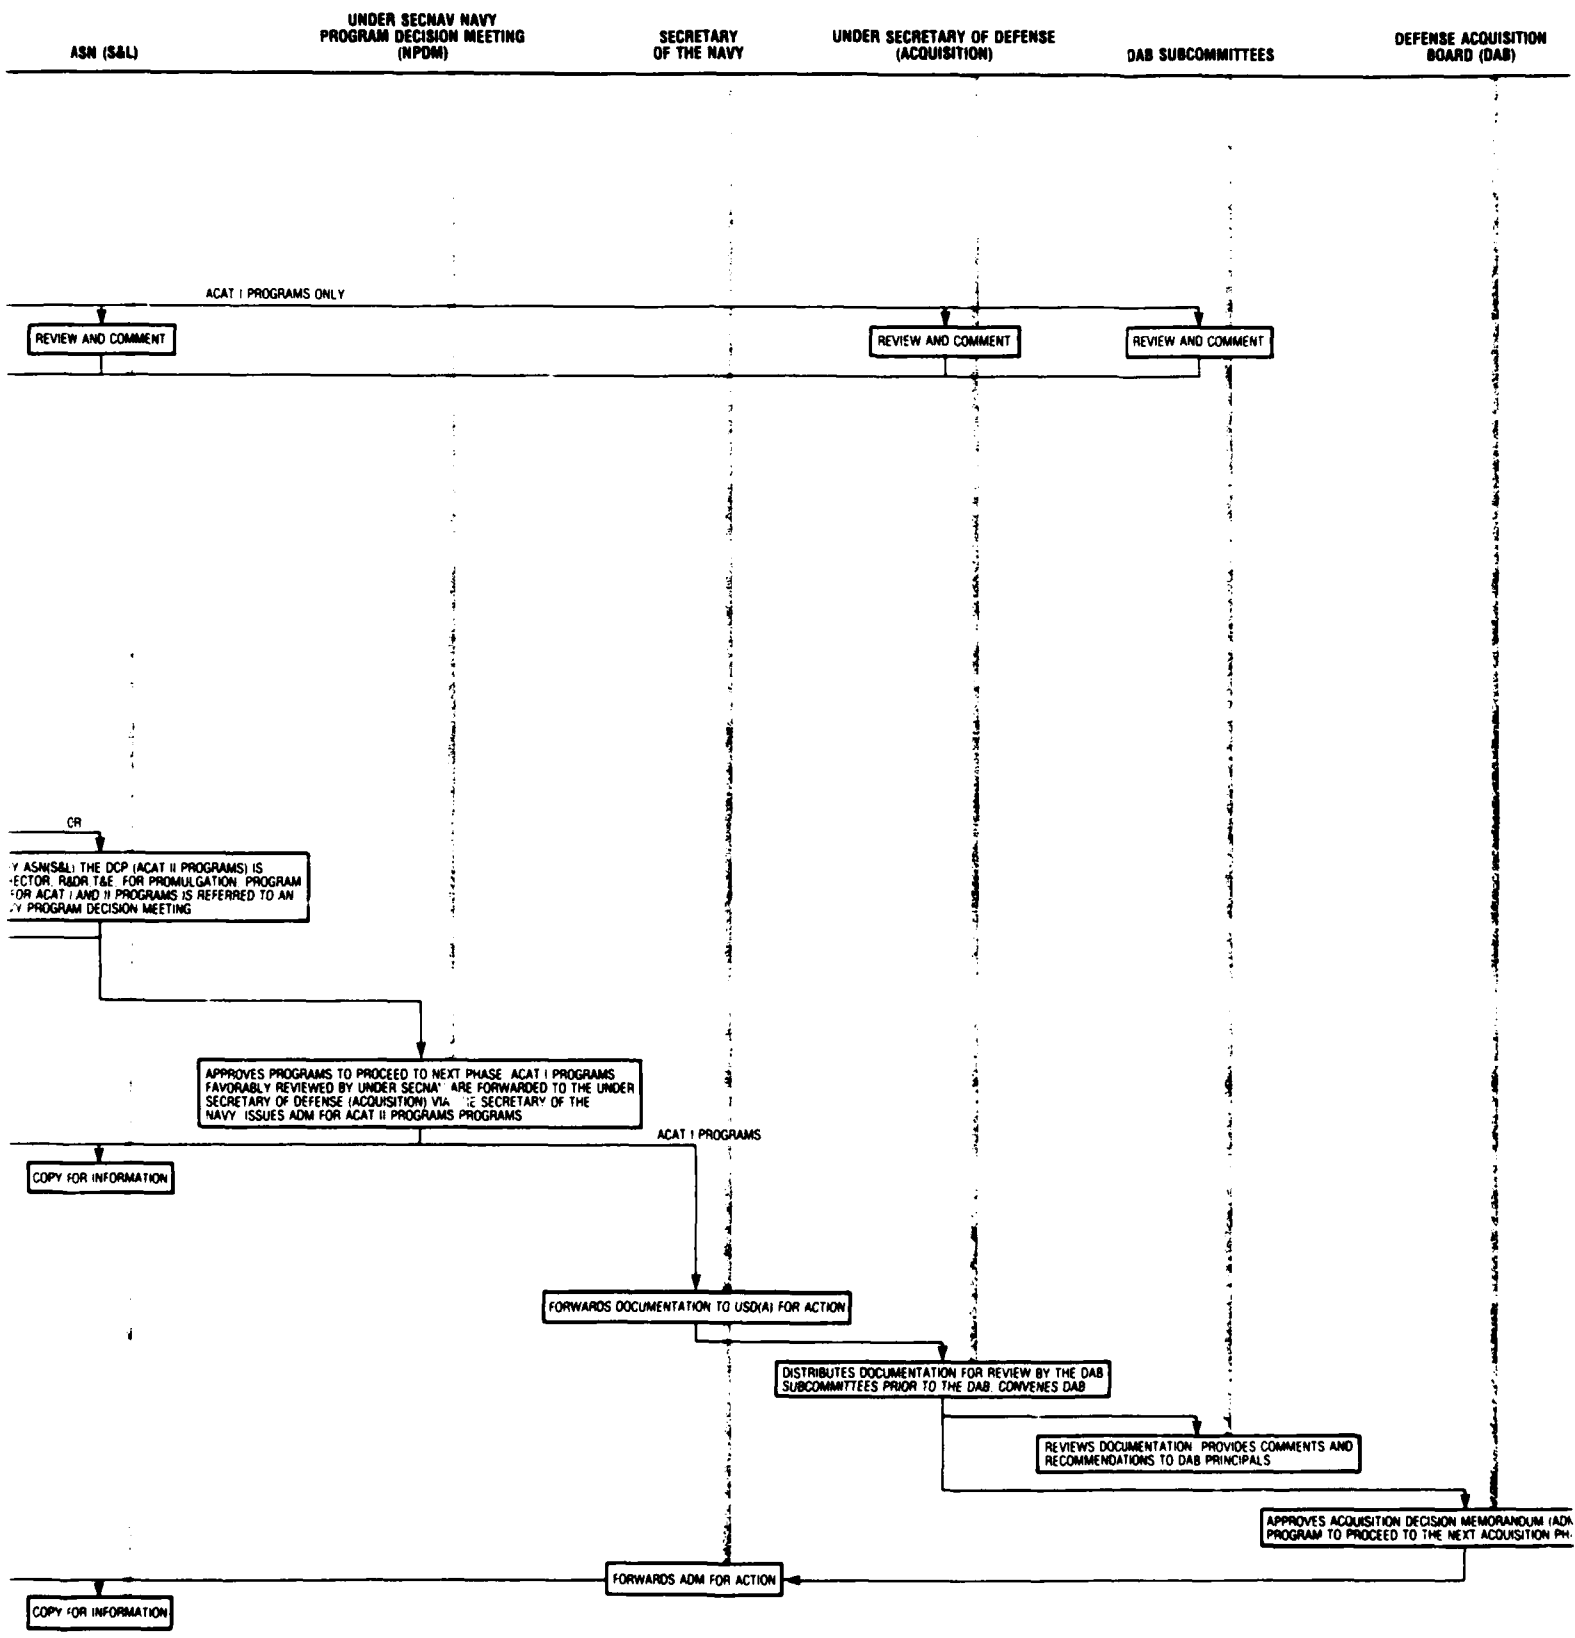 ASN (S&L)
UNDER SECNAV NAVY
PROGRAM DECISION MEETING
(NPDM)
SECRETARY
OF THE NAVY
UNDER SECRETARY OF DEFENSE
(ACQUISITION)
DAB SUBCOMMITTEES
DEFENSE ACQUISITION
BOARD (DAB)
ACAT I PROGRAMS ONLY
REVIEW AND COMMENT
REVIEW AND COMMENT
REVIEW AND COMMENT
OR
Y ASN(S&L) THE DCP (ACAT II PROGRAMS) IS
ECTOR, R&DR,T&E, FOR PROMULGATION. PROGRAM
FOR ACAT I AND II PROGRAMS IS REFERRED TO AN
PROGRAM DECISION MEETING
APPROVES PROGRAMS TO PROCEED TO NEXT PHASE ACAT I PROGRAMS
FAVORABLY REVIEWED BY UNDER SECNA ARE FORWARDED TO THE UNDER
SECRETARY OF DEFENSE (ACQUISITION) VIA SECRETARY OF THE
NAVY ISSUES ADM FOR ACAT II PROGRAMS PROGRAMS
ACAT I PROGRAMS
COPY FOR INFORMATION
FORWARDS DOCUMENTATION TO USD(A) FOR ACTION
DISTRIBUTES DOCUMENTATION FOR REVIEW BY THE DAB
SUBCOMMITTEES PRIOR TO THE DAB. CONVENES DAB
REVIEWS DOCUMENTATION PROVIDES COMMENTS AND
RECOMMENDATIONS TO DAB PRINCIPALS
APPROVES ACQUISITION DECISION MEMORANDUM (ADM
PROGRAM TO PROCEED TO THE NEXT ACQUISITION PH
FORWARDS ADM FOR ACTION
COPY FOR INFORMATION